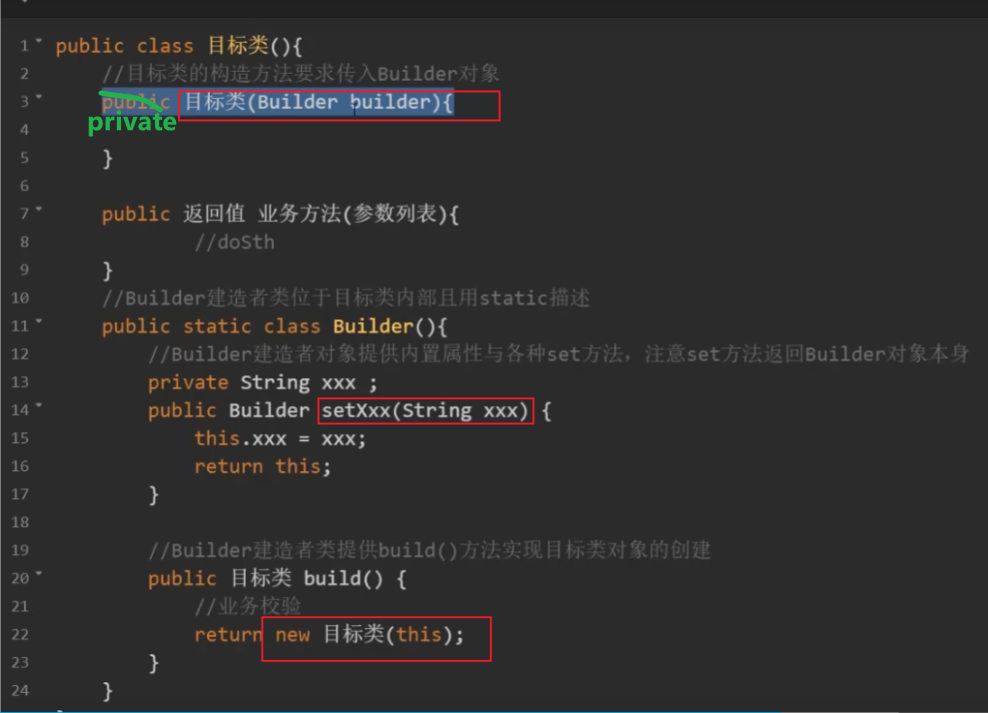 1 public class 目标类(){
2 //目标类的构造方法要求传入Builder对象
3 public 目标类(Builder builder){
private
4
5 }
6
7 public 返回值 业务方法(参数列表){
8 //doSth
9 }
10 //Builder建造者类位于目标类内部且用static描述
11 public static class Builder(){
12 //Builder建造者对象提供内置属性与各种set方法，注意set方法返回Builder对象本身
13 private String xxx ;
14 public Builder setXxx(String xxx) {
15 this.xxx = xxx;
16 return this;
17 }
18
19 //Builder建造者类提供build()方法实现目标类对象的创建
20 public 目标类 build() {
21 //业务校验
22 return new 目标类(this);
23 }
24 }